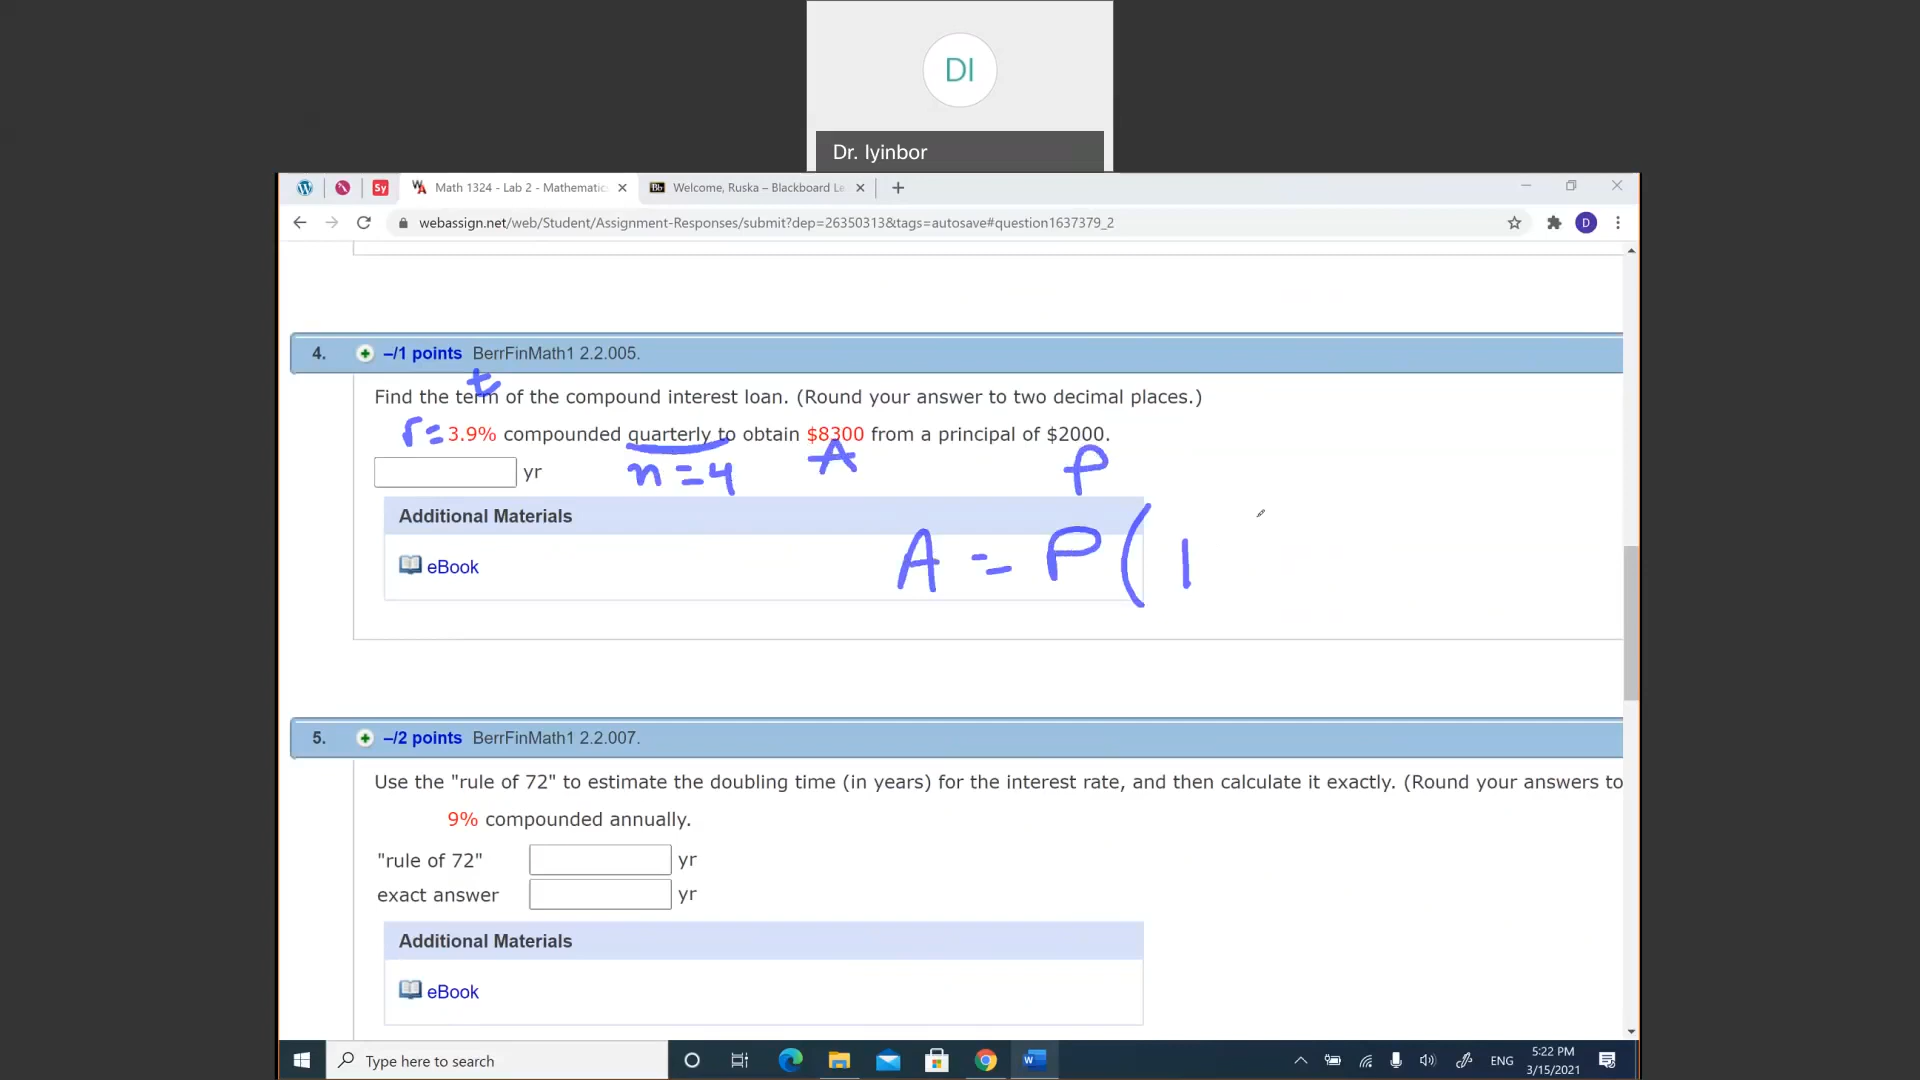 DI
Dr. Iyinbor
Sy
Math 1324 - Lab 2 - Mathematic
Bb
Welcome, Ruska – Blackboard Le
webassign.net/web/Student/Assignment-Responses/submit?dep=26350313&tags=autosave#question1637379_2
D
4.
–/1 points BerrFinMath1 2.2.005.
t
Find the term of the compound interest loan. (Round your answer to two decimal places.)
r = 3.9% compounded quarterly to obtain $8300 from a principal of $2000.
yr
n = 4 A P
Additional Materials
A = P ( 1
eBook
5.
–/2 points BerrFinMath1 2.2.007.
Use the "rule of 72" to estimate the doubling time (in years) for the interest rate, and then calculate it exactly. (Round your answers to
9% compounded annually.
"rule of 72" yr
exact answer yr
Additional Materials
eBook
Type here to search
ENG
5:22 PM
3/15/2021